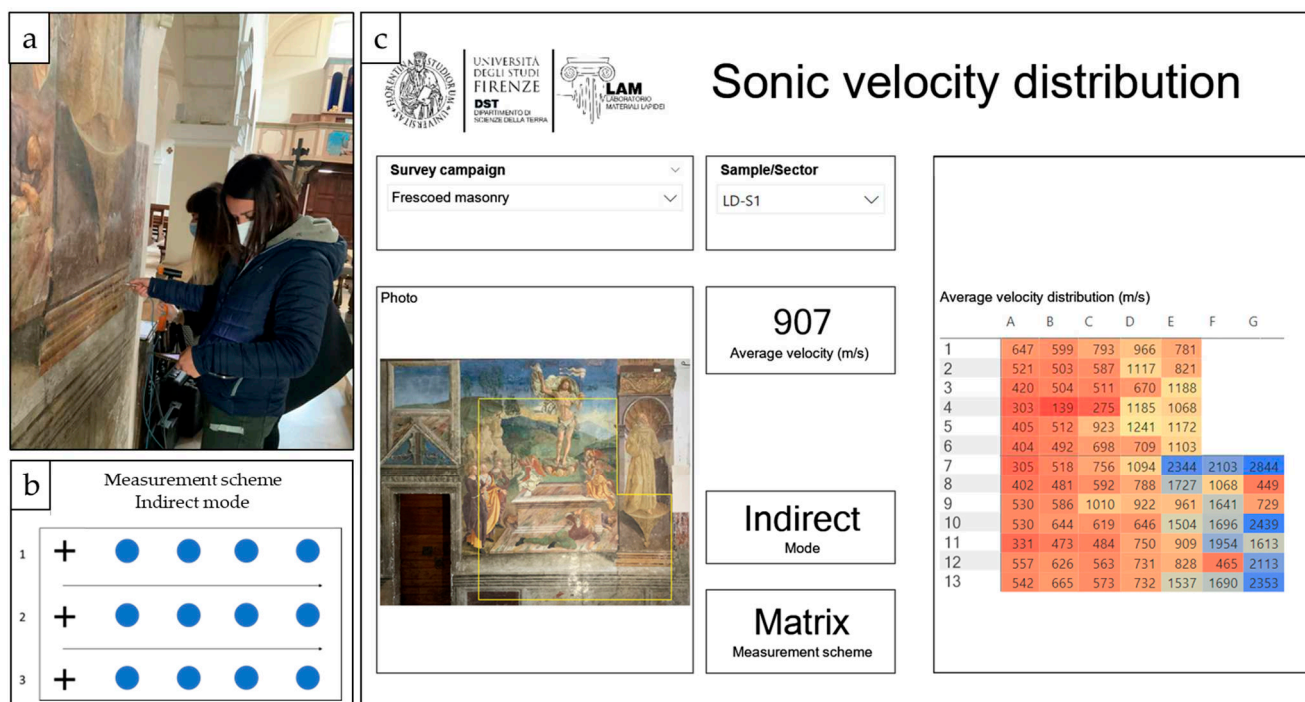 a
b
Measurement scheme
Indirect mode
1
2
3
c
FLORENTINA STUDIORUM UNIVERSITAS
UNIVERSITÀ
DEGLI STUDI
FIRENZE
DST
DIPARTIMENTO DI
SCIENZE DELLA TERRA
LAM
LABORATORIO
MATERIALI LAPIDEI
Sonic velocity distribution
Survey campaign
Frescoed masonry
Sample/Sector
LD-S1
Photo
907
Average velocity (m/s)
Indirect
Mode
Matrix
Measurement scheme
Average velocity distribution (m/s)
A B C D E F G
1 647 599 793 966 781
2 521 503 587 1117 821
3 420 504 511 670 1188
4 303 139 275 1185 1068
5 405 512 923 1241 1172
6 404 492 698 709 1103
7 305 518 756 1094 2344 2103 2844
8 402 481 592 788 1727 1068 449
9 530 586 1010 922 961 1641 729
10 530 644 619 646 1504 1696 2439
11 331 473 484 750 909 1954 1613
12 557 626 563 731 828 465 2113
13 542 665 573 732 1537 1690 2353